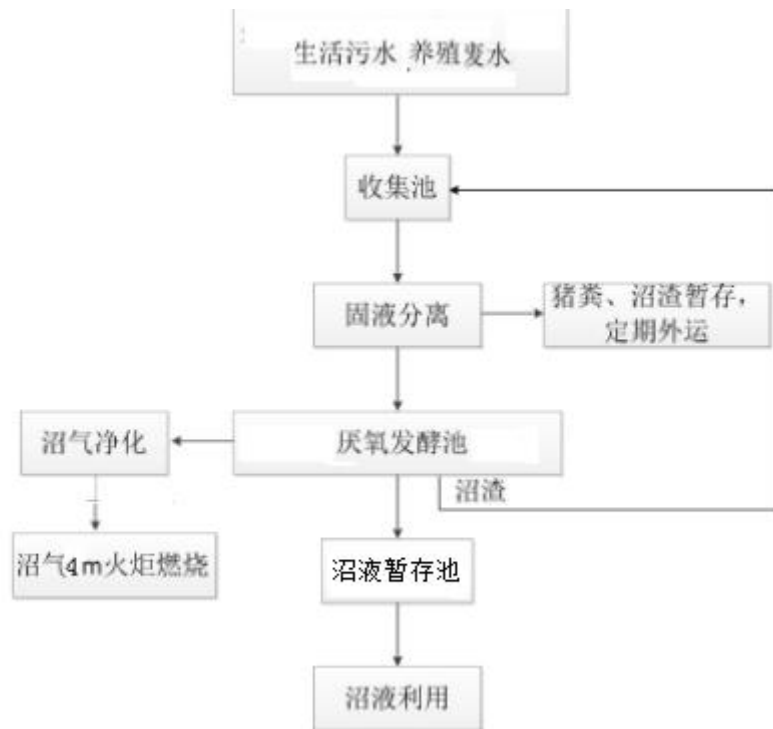 生活污水 养殖废水
收集池
固液分离
猪粪、沼渣暂存，
定期外运
沼气净化
厌氧发酵池
沼渣
沼气4m火炬燃烧
沼液暂存池
沼液利用